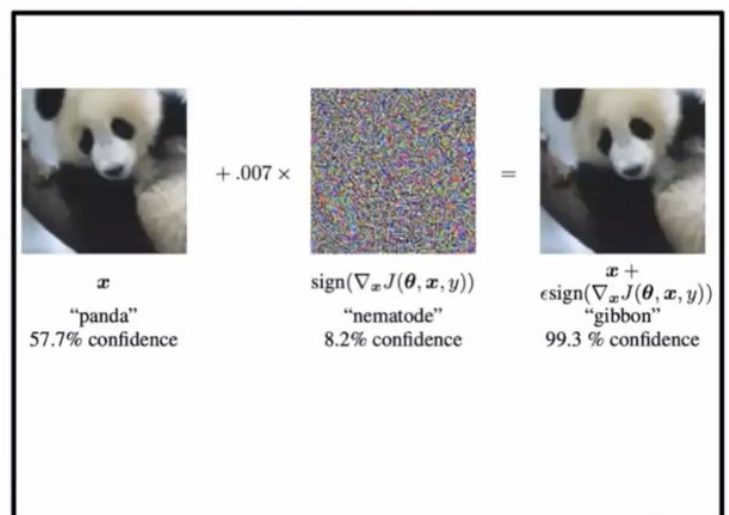 + .007 ×
=
x
“panda”
57.7% confidence
sign(∇ₓJ(θ, x, y))
“nematode”
8.2% confidence
x +
ϵsign(∇ₓJ(θ, x, y))
“gibbon”
99.3 % confidence